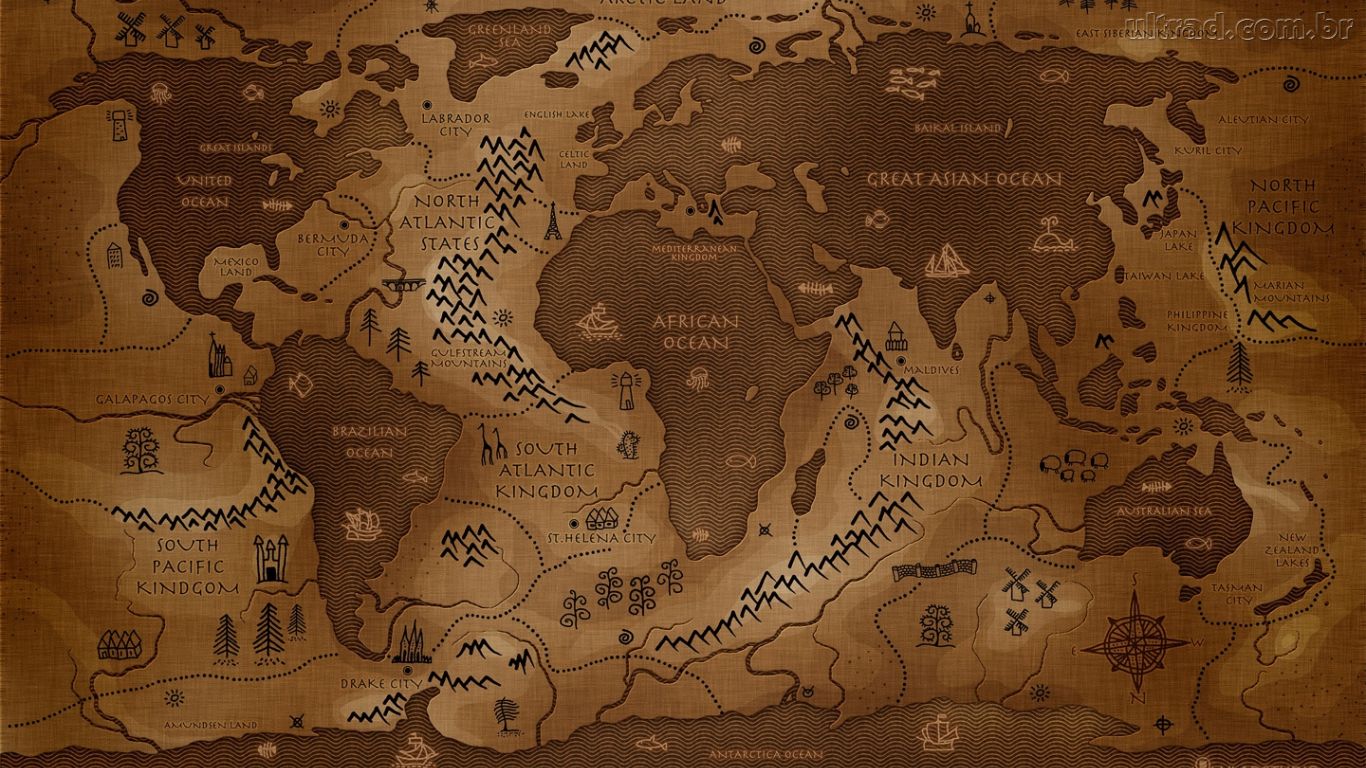 ARCTIC LAND
ultrad.com.br
GREENLAND
SEA
EAST SIBERIAN KINGDOM
ENGLISH LAKE
LABRADOR
CITY
ALEUTIAN CITY
BAIKAL ISLAND
GREAT ISLANDS
CELTIC
LAND
KURIL CITY
UNITED
OCEAN
GREAT ASIAN OCEAN
NORTH
PACIFIC
KINGDOM
NORTH
ATLANTIC
STATES
BERMUDA
CITY
JAPAN
LAKE
MEDITERRANEAN
KINGDOM
MEXICO
LAND
TAIWAN LAKE
MARIAN
MOUNTAINS
PHILIPPINE
KINGDOM
AFRICAN
OCEAN
GULFSTREAM
MOUNTAINS
MALDIVES
GALAPAGOS CITY
BRAZILIAN
OCEAN
SOUTH
ATLANTIC
KINGDOM
INDIAN
KINGDOM
AUSTRALIAN SEA
ST.HELENA CITY
SOUTH
PACIFIC
KINDGOM
NEW
ZEALAND
LAKES
TASMAN
CITY
S
E
W
N
DRAKE CITY
AMUNDSEN LAND
ANTARCTICA OCEAN